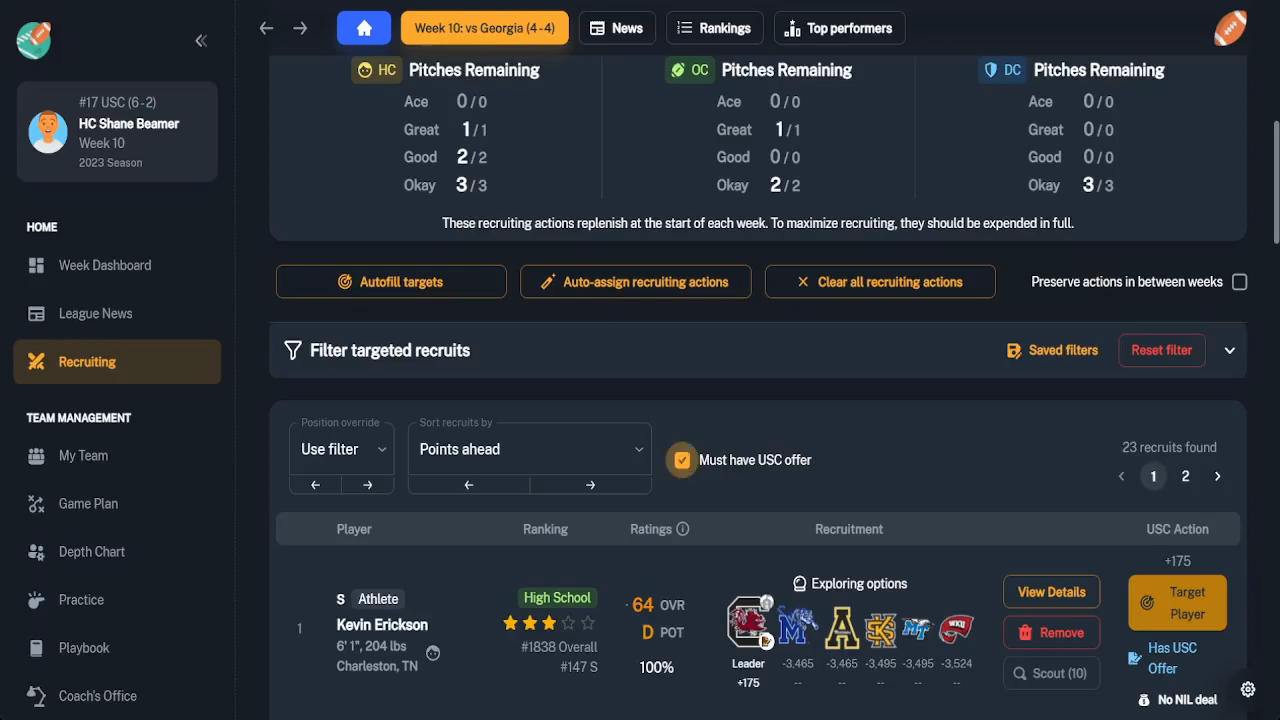 Week 10: vs Georgia (4-4)
News
Rankings
Top performers
#17 USC (6-2)
HC Shane Beamer
Week 10
2023 Season
HOME
Week Dashboard
League News
Recruiting
TEAM MANAGEMENT
My Team
Game Plan
Depth Chart
Practice
Playbook
Coach's Office
HC Pitches Remaining
Ace 0/0
Great 1/1
Good 2/2
Okay 3/3
OC Pitches Remaining
Ace 0/0
Great 1/1
Good 0/0
Okay 2/2
DC Pitches Remaining
Ace 0/0
Great 0/0
Good 0/0
Okay 3/3
These recruiting actions replenish at the start of each week. To maximize recruiting, they should be expended in full.
Autofill targets
Auto-assign recruiting actions
Clear all recruiting actions
Preserve actions in between weeks
Filter targeted recruits
Saved filters
Reset filter
Position override
Use filter
Sort recruits by
Points ahead
Must have USC offer
23 recruits found
1 2
Player Ranking Ratings Recruitment USC Action
1
S Athlete
Kevin Erickson
6' 1", 204 lbs
Charleston, TN
High School
#1838 Overall
#147 S
64 OVR
D POT
100%
Exploring options
Leader -3,465 -3,465 -3,495 -3,495 -3,524
+175 -- -- -- -- --
View Details
Remove
Scout (10)
+175
Target
Player
Has USC
Offer
No NIL deal